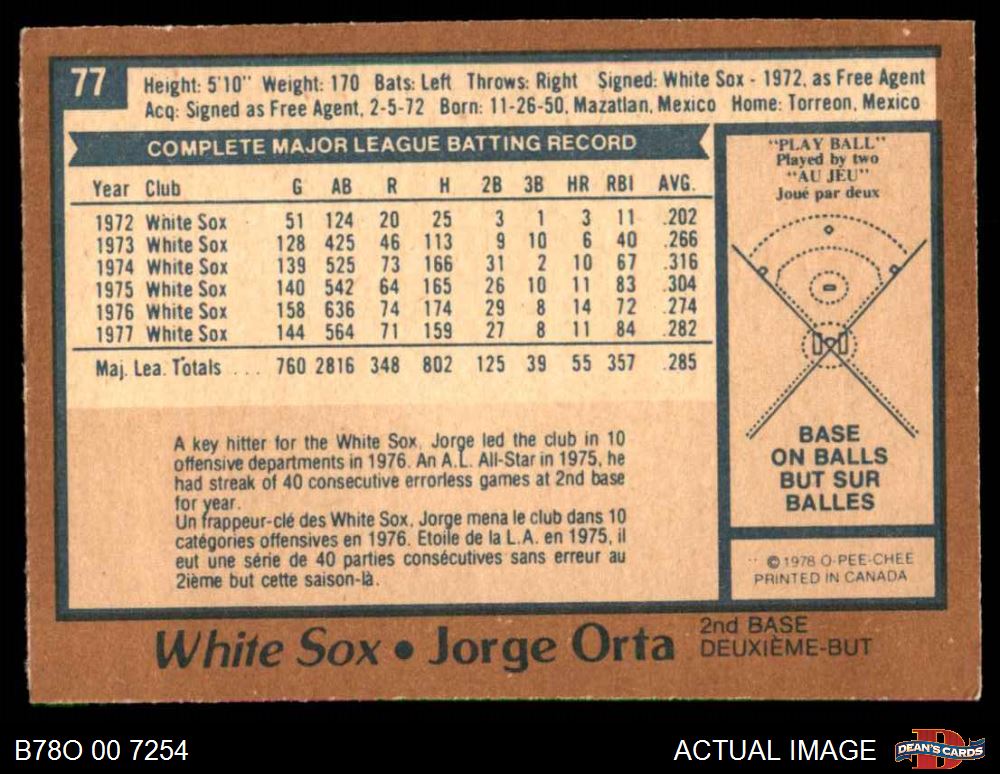 77
Height: 5'10" Weight: 170 Bats: Left Throws: Right Signed: White Sox - 1972, as Free Agent
Acq: Signed as Free Agent, 2-5-72 Born: 11-26-50, Mazatlan, Mexico Home: Torreon, Mexico
COMPLETE MAJOR LEAGUE BATTING RECORD
Year Club G AB R H 2B 3B HR RBI AVG.
1972 White Sox 51 124 20 25 3 1 3 11 .202
1973 White Sox 128 425 46 113 9 10 6 40 .266
1974 White Sox 139 525 73 166 31 2 10 67 .316
1975 White Sox 140 542 64 165 26 10 11 83 .304
1976 White Sox 158 636 74 174 29 8 14 72 .274
1977 White Sox 144 564 71 159 27 8 11 84 .282
Maj. Lea. Totals ... 760 2816 348 802 125 39 55 357 .285
A key hitter for the White Sox, Jorge led the club in 10
offensive departments in 1976. An A.L. All-Star in 1975, he
had streak of 40 consecutive errorless games at 2nd base
for year.
Un frappeur-clé des White Sox, Jorge mena le club dans 10
catégories offensives en 1976. Etoile de la L.A. en 1975, il
eut une série de 40 parties consécutives sans erreur au
2ième but cette saison-là.
"PLAY BALL"
Played by two
"AU JEU"
Joué par deux
BASE
ON BALLS
BUT SUR
BALLES
© 1978 O-PEE-CHEE
PRINTED IN CANADA
White Sox • Jorge Orta
2nd BASE
DEUXIÈME-BUT
B78O 00 7254
ACTUAL IMAGE
DEAN'S CARDS